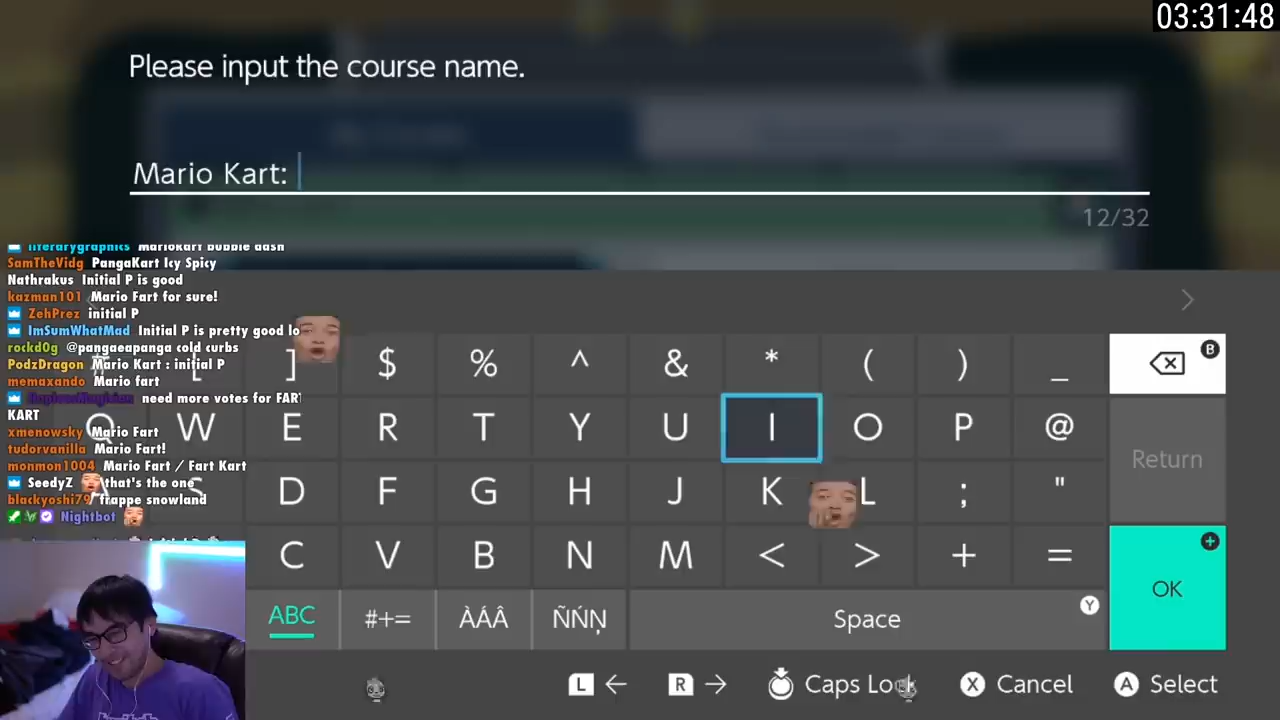 03:31:48
Please input the course name.
Mario Kart:
12/32
literarygraphics Mariokart bubble dash
SamTheVidg PangaKart Icy Spicy
Nathrakus Initial P is good
kazman101 Mario Fart for sure!
ZehPrez initial P
ImSumWhatMad Initial P is pretty good lo
rockd0g @pangaeapanga cold curbs
PodzDragon Mario Kart : initial P
memaxando Mario fart
need more votes for FART
KART
xmenowsky Mario Fart
tudorvanilla Mario Fart!
monmon1004 Mario Fart / Fart Kart
SeedyZ that's the one
blackyoshi79 frappe snowland
Nightbot
# [ ] $ % ^ & * ( ) _ B
Q W E R T Y U I O P @ Return
A S D F G H J K L ; "
C V B N M < > + = OK
ABC #+= ÀÁÂ ÑŃŅ Space Y
L ← R → Caps Lock X Cancel A Select